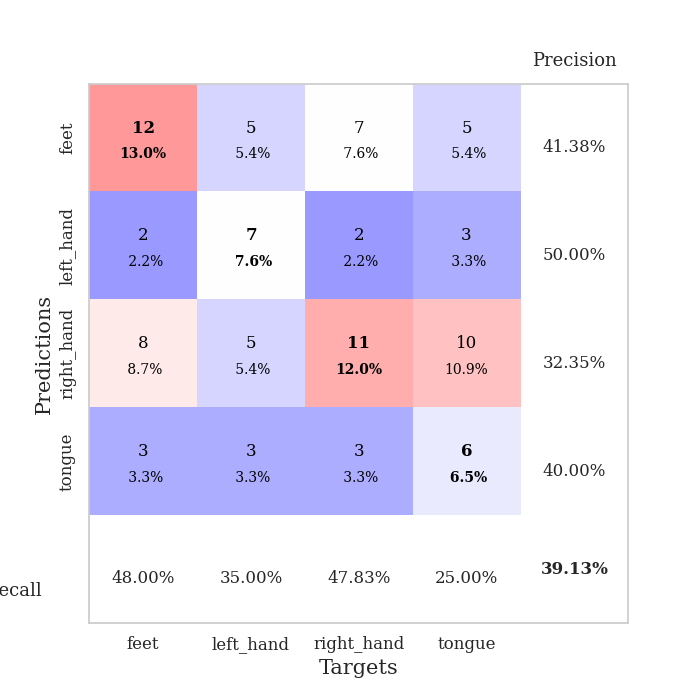 Precision
feet 12 5 7 5 41.38%
13.0% 5.4% 7.6% 5.4%
left_hand 2 7 2 3 50.00%
2.2% 7.6% 2.2% 3.3%
Predictions
right_hand 8 5 11 10 32.35%
8.7% 5.4% 12.0% 10.9%
tongue 3 3 3 6 40.00%
3.3% 3.3% 3.3% 6.5%
ecall 48.00% 35.00% 47.83% 25.00% 39.13%
feet left_hand right_hand tongue
Targets